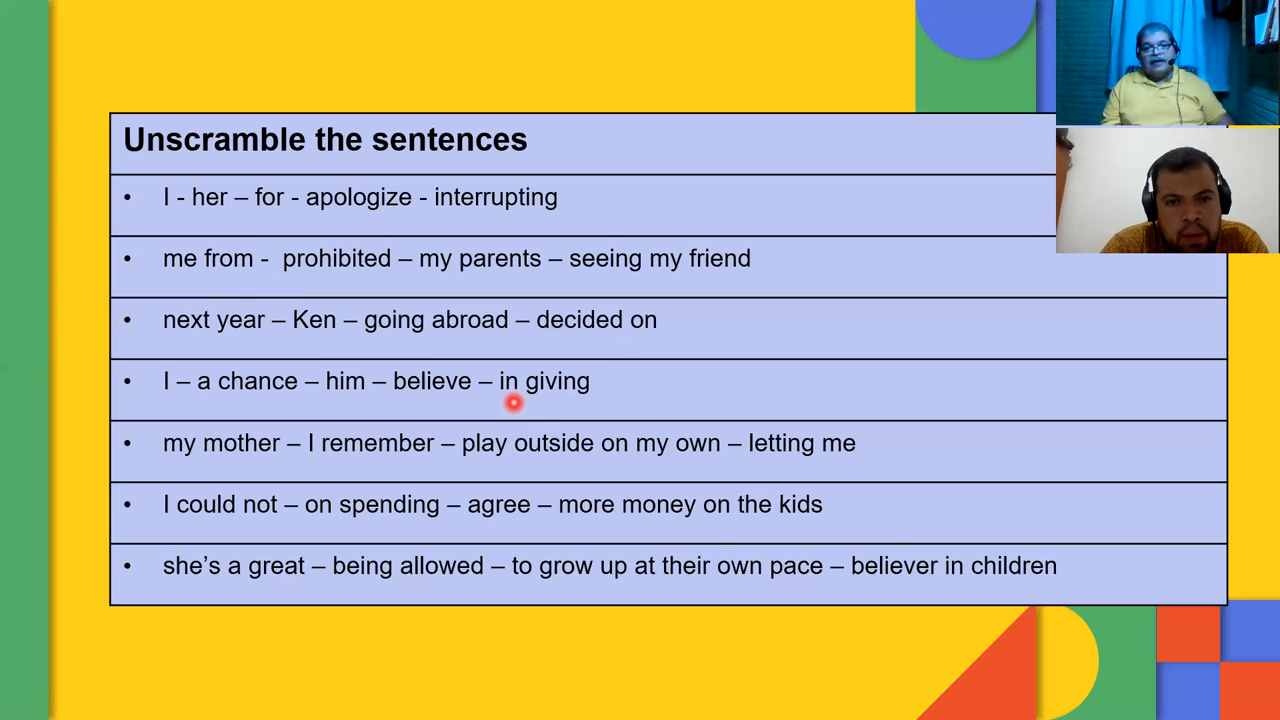 Unscramble the sentences
• I - her – for - apologize - interrupting
• me from -  prohibited – my parents – seeing my friend
• next year – Ken – going abroad – decided on
• I – a chance – him – believe – in giving
• my mother – I remember – play outside on my own – letting me
• I could not – on spending – agree – more money on the kids
• she’s a great – being allowed – to grow up at their own pace – believer in children